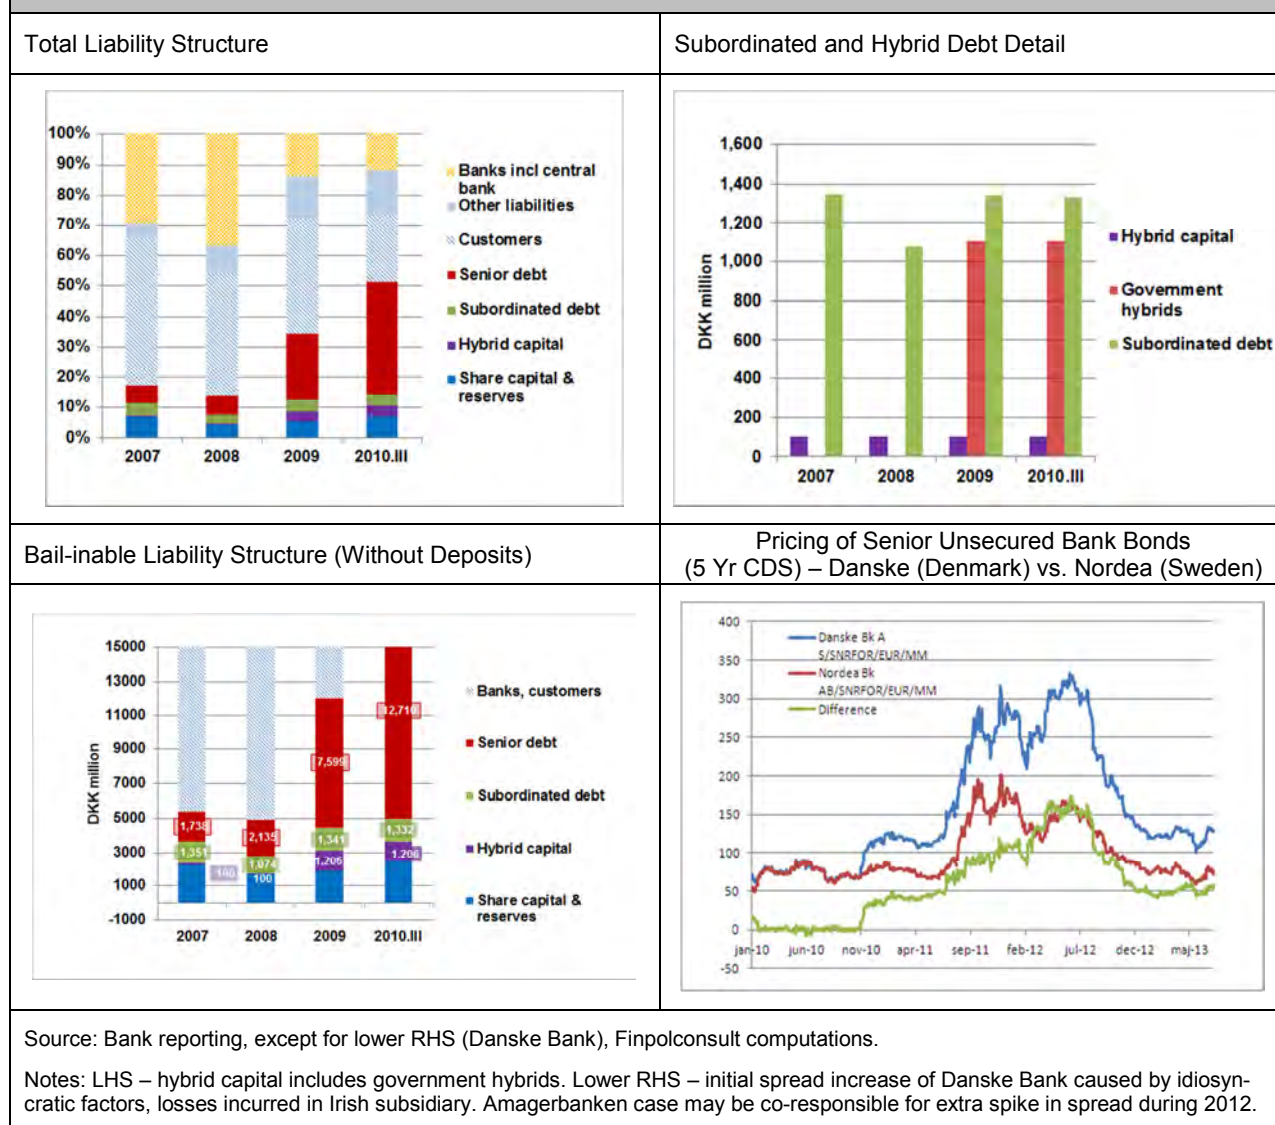 Total Liability Structure
Subordinated and Hybrid Debt Detail
100%
90%
80%
70%
60%
50%
40%
30%
20%
10%
0%
2007
2008
2009
2010.III
Banks incl central
bank
Other liabilities
Customers
Senior debt
Subordinated debt
Hybrid capital
Share capital &
reserves
DKK million
1,600
1,400
1,200
1,000
800
600
400
200
0
2007
2008
2009
2010.III
Hybrid capital
Government
hybrids
Subordinated debt
Bail-inable Liability Structure (Without Deposits)
Pricing of Senior Unsecured Bank Bonds
(5 Yr CDS) – Danske (Denmark) vs. Nordea (Sweden)
DKK million
15000
13000
11000
9000
7000
5000
3000
1000
-1000
1,738
1,351
100
2,135
1,074
100
7,599
1,341
1,206
12,710
1,332
1,206
2007
2008
2009
2010.III
Banks, customers
Senior debt
Subordinated debt
Hybrid capital
Share capital &
reserves
400
350
300
250
200
150
100
50
0
-50
Danske Bk A
S/SNRFOR/EUR/MM
Nordea Bk
AB/SNRFOR/EUR/MM
Difference
jan-10
jun-10
nov-10
apr-11
sep-11
feb-12
jul-12
dec-12
maj-13
Source: Bank reporting, except for lower RHS (Danske Bank), Finpolconsult computations.
Notes: LHS – hybrid capital includes government hybrids. Lower RHS – initial spread increase of Danske Bank caused by idiosyn-
cratic factors, losses incurred in Irish subsidiary. Amagerbanken case may be co-responsible for extra spike in spread during 2012.